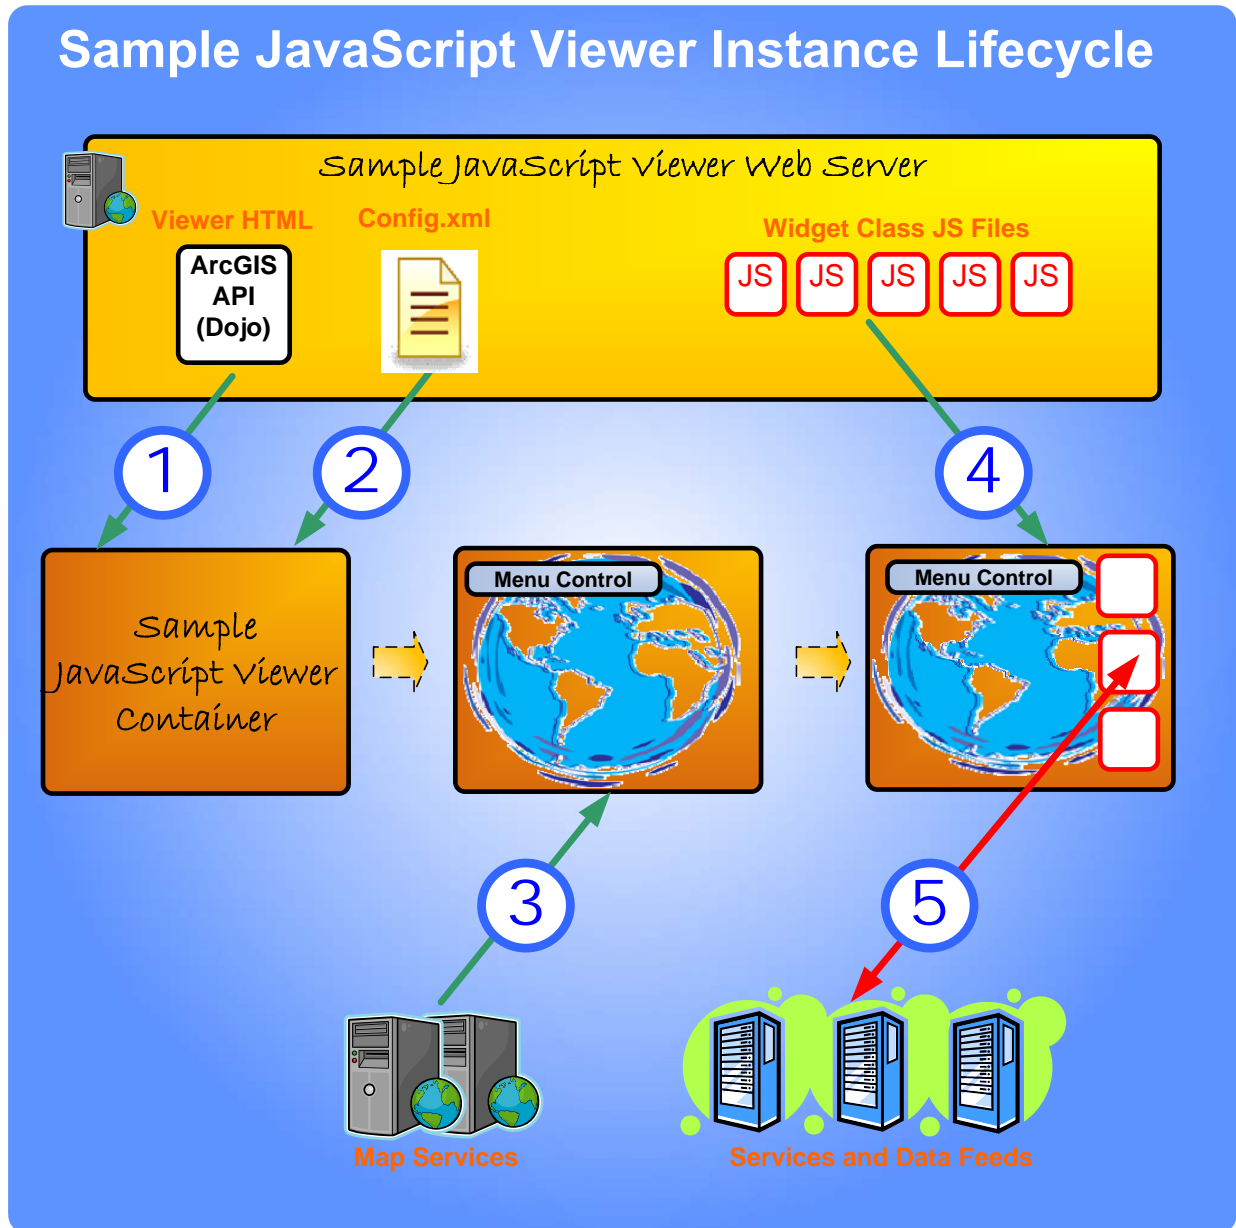 Sample JavaScript Viewer Instance Lifecycle
Sample JavaScript Viewer Web Server
Viewer HTML
Config.xml
Widget Class JS Files
ArcGIS
API
(Dojo)
JS JS JS JS JS
1
2
4
Sample
JavaScript Viewer
Container
Menu Control
Menu Control
3
5
Map Services
Services and Data Feeds